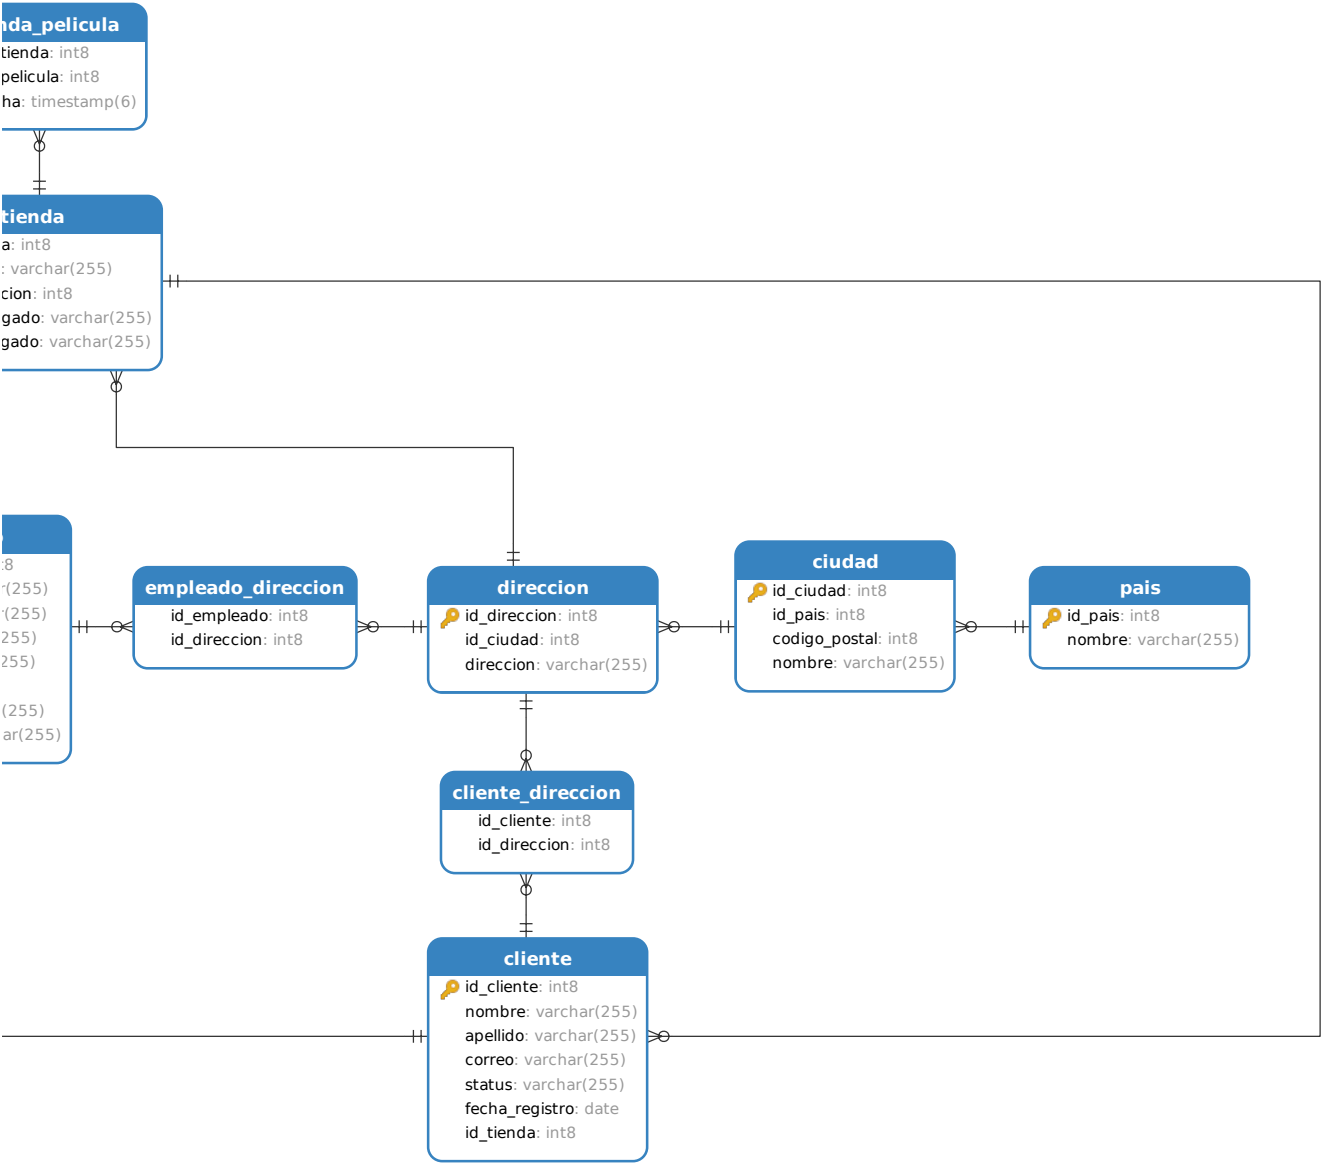 nda_pelicula
tienda: int8
pelicula: int8
ha: timestamp(6)
tienda
a: int8
: varchar(255)
cion: int8
gado: varchar(255)
gado: varchar(255)
:8
r(255)
r(255)
255)
255)
(255)
ar(255)
empleado_direccion
id_empleado: int8
id_direccion: int8
direccion
id_direccion: int8
id_ciudad: int8
direccion: varchar(255)
ciudad
id_ciudad: int8
id_pais: int8
codigo_postal: int8
nombre: varchar(255)
pais
id_pais: int8
nombre: varchar(255)
cliente_direccion
id_cliente: int8
id_direccion: int8
cliente
id_cliente: int8
nombre: varchar(255)
apellido: varchar(255)
correo: varchar(255)
status: varchar(255)
fecha_registro: date
id_tienda: int8